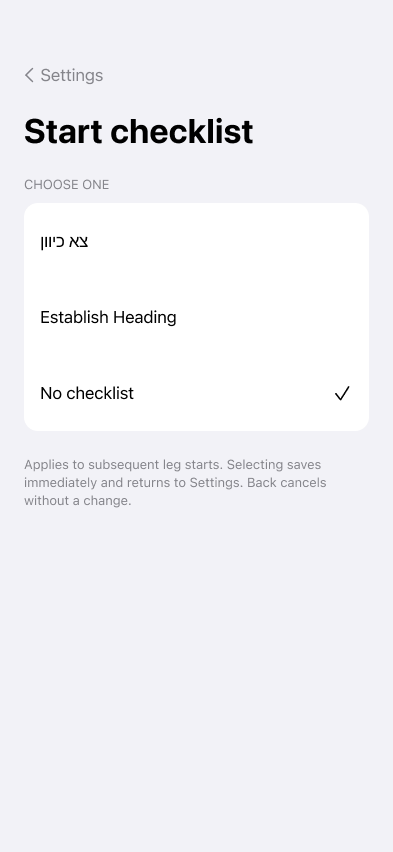 Settings
Start checklist
CHOOSE ONE
צא כיוון
Establish Heading
No checklist
Applies to subsequent leg starts. Selecting saves
immediately and returns to Settings. Back cancels
without a change.